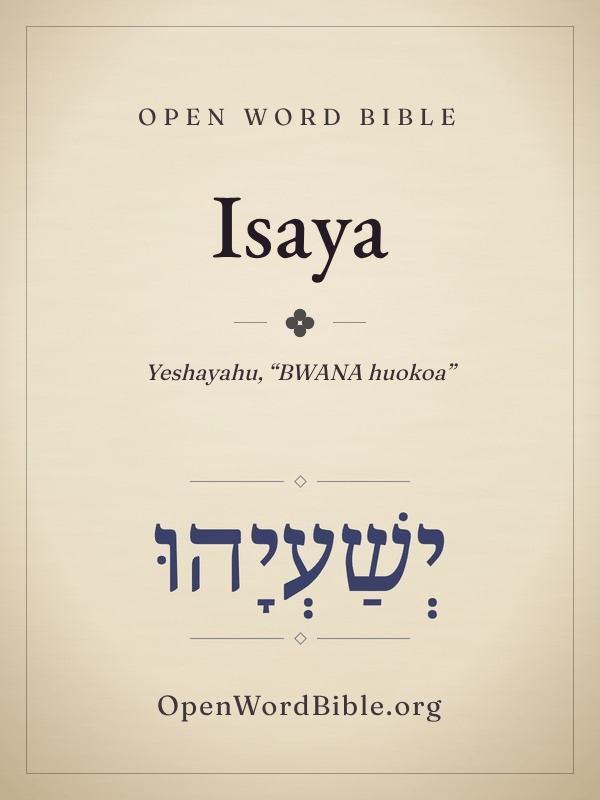 OPEN WORD BIBLE
Isaya
Yeshayahu, “BWANA huokoa”
יְשַׁעְיָהוּ
OpenWordBible.org